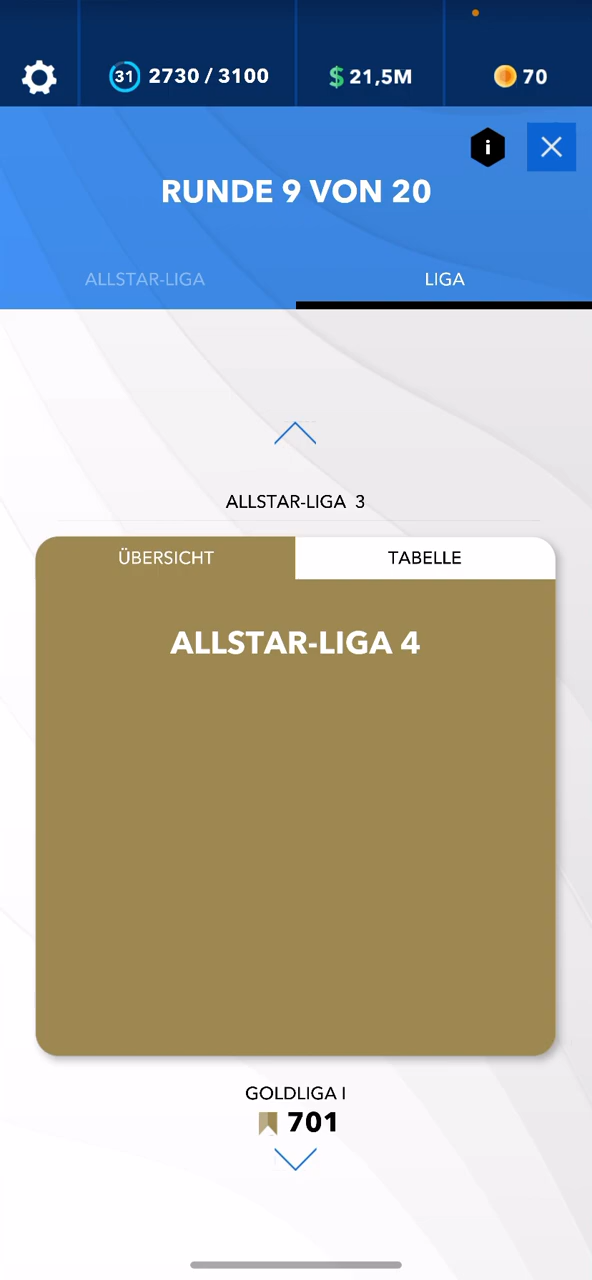 31 2730 / 3100 $ 21,5M 70
i
RUNDE 9 VON 20
ALLSTAR-LIGA LIGA
ALLSTAR-LIGA 3
ÜBERSICHT TABELLE
ALLSTAR-LIGA 4
GOLDLIGA I
701